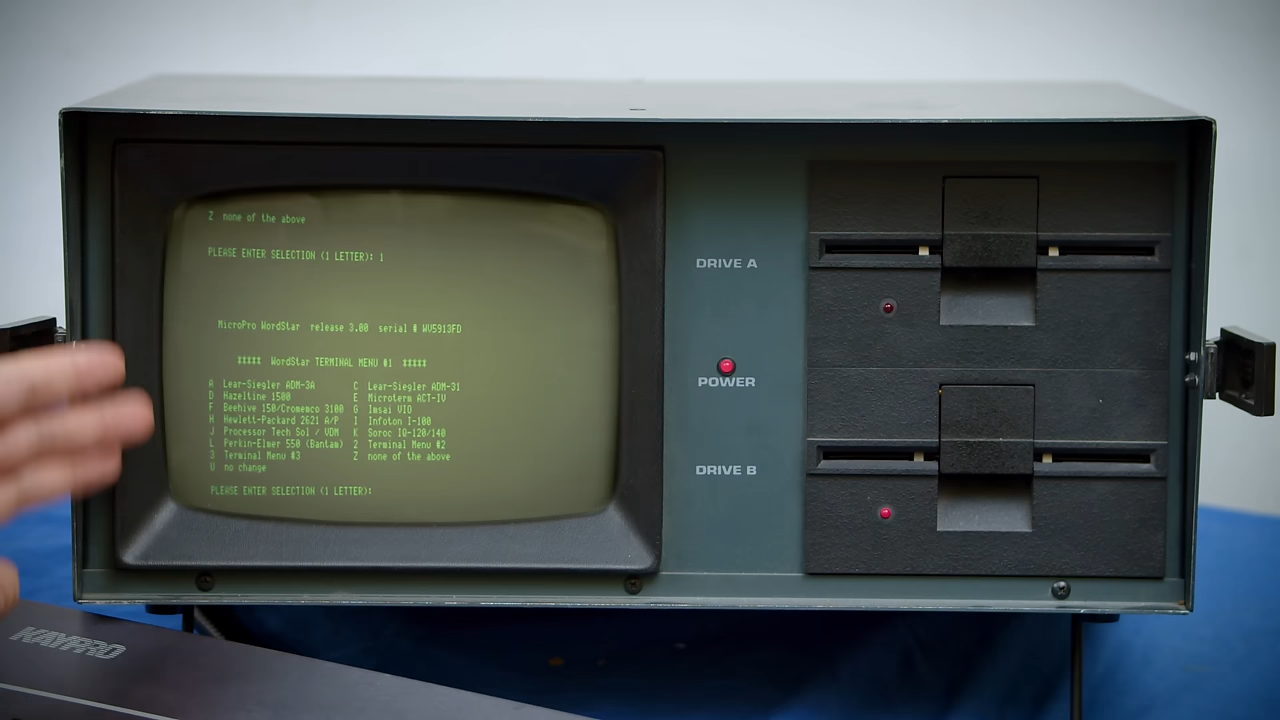 Z none of the above
PLEASE ENTER SELECTION (1 LETTER): 1
MicroPro WordStar release 3.00 serial # WV5913FD
***** WordStar TERMINAL MENU #1 *****
A Lear-Siegler ADM-3A C Lear-Siegler ADM-31
D Hazeltine 1500 E Microterm ACT-IV
F Beehive 150/Cromemco 3100 G Imsai VIO
H Hewlett-Packard 2621 A/P I Infoton I-100
J Processor Tech Sol / VDM K Soroc IQ-120/140
L Perkin-Elmer 550 (Bantam) 2 Terminal Menu #2
3 Terminal Menu #3 Z none of the above
U no change
PLEASE ENTER SELECTION (1 LETTER):
DRIVE A
POWER
DRIVE B
KAYPRO